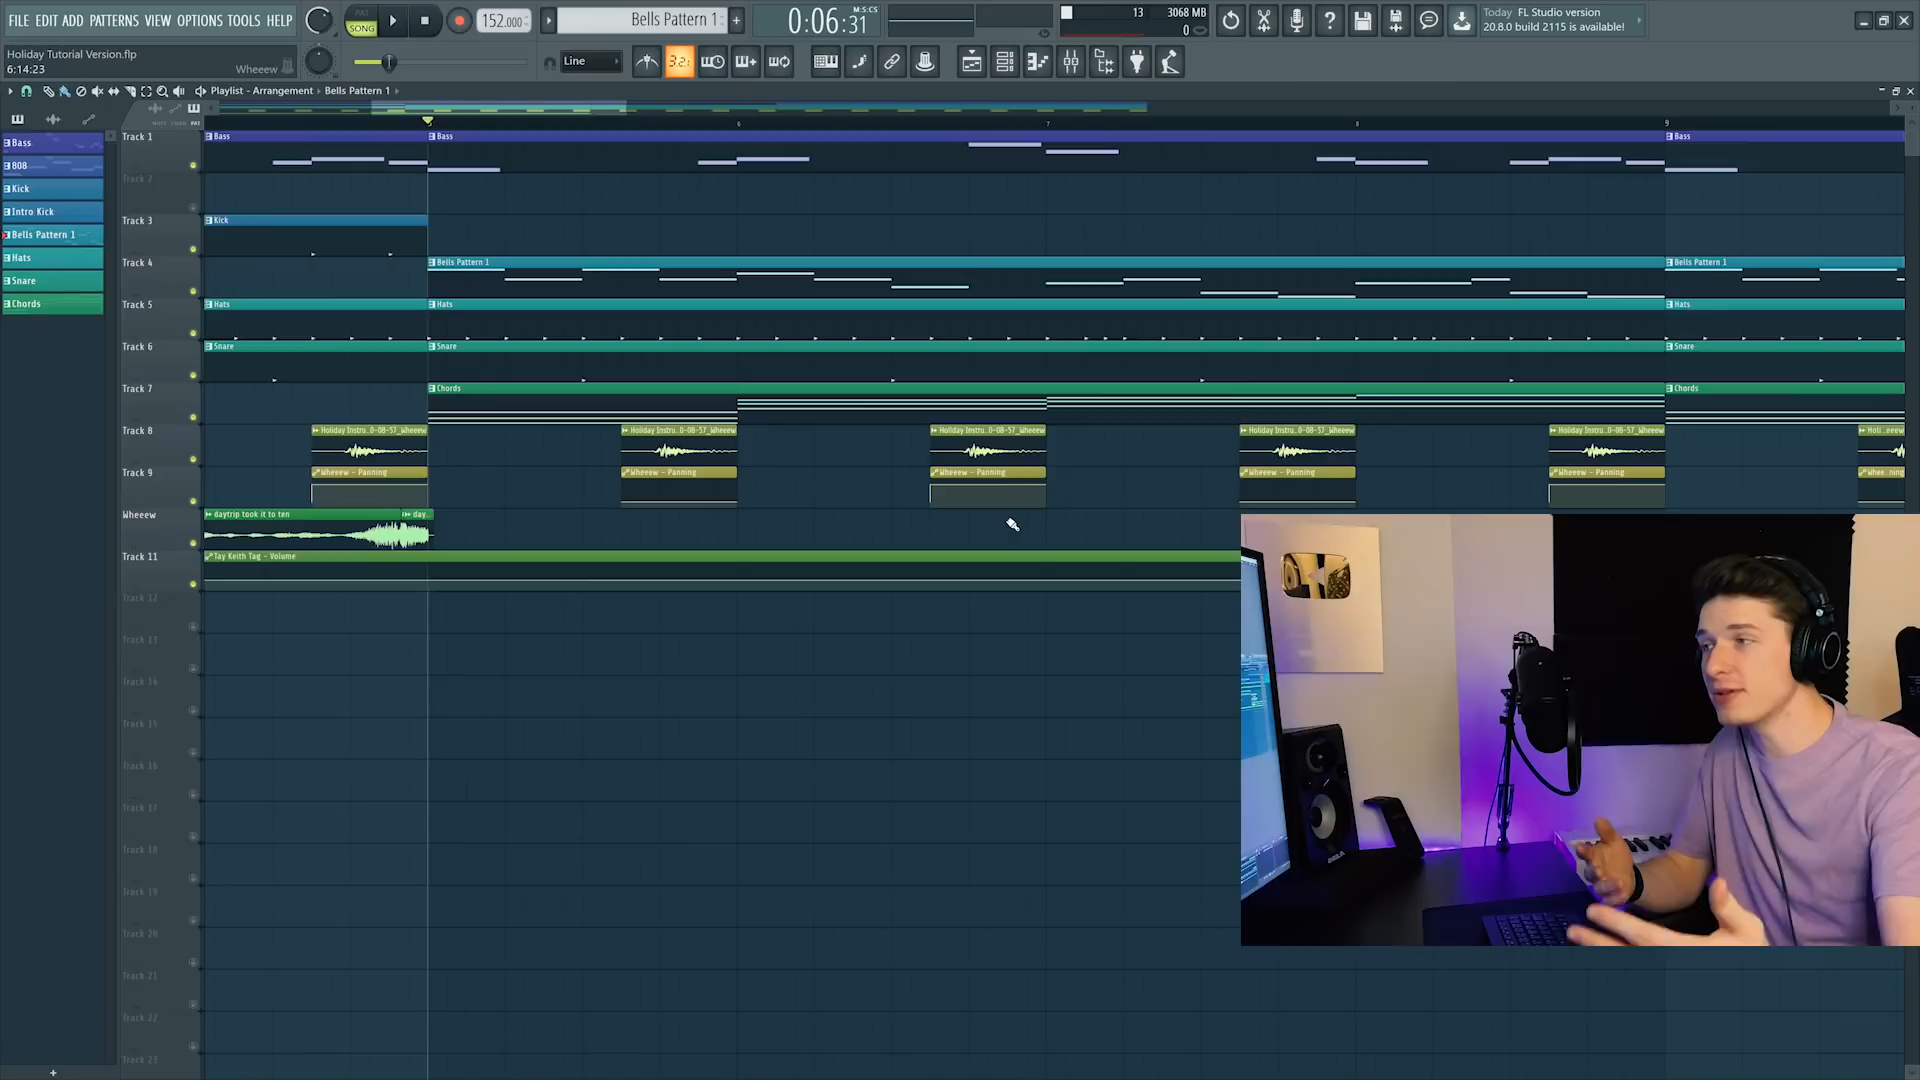 FILE EDIT ADD PATTERNS VIEW OPTIONS TOOLS HELP
PAT
SONG
152.000
Bells Pattern 1
+
0:06:31
M:S:CS
13
3068 MB
0
Today FL Studio version
20.8.0 build 2115 is available!
Holiday Tutorial Version.flp
6:14:23
Wheeew
Line
3.2
Playlist - Arrangement › Bells Pattern 1 ›
NOTE CHAN PAT
5
6
7
8
9
Bass
808
Kick
Intro Kick
Bells Pattern 1
Hats
Snare
Chords
Track 1
Bass
Bass
Bass
Track 2
Track 3
Kick
Track 4
Bells Pattern 1
Bells Pattern 1
Track 5
Hats
Hats
Hats
Track 6
Snare
Snare
Snare
Track 7
Chords
Chords
Track 8
Holiday Instru..0-08-57_Wheeew
Holiday Instru..0-08-57_Wheeew
Holiday Instru..0-08-57_Wheeew
Holiday Instru..0-08-57_Wheeew
Holiday Instru..0-08-57_Wheeew
Holi..eeew
Track 9
Wheeew - Panning
Wheeew - Panning
Wheeew - Panning
Wheeew - Panning
Wheeew - Panning
Whee..ning
Wheeew
daytrip took it to ten
day..
Track 11
Tay Keith Tag - Volume
Track 12
Track 13
Track 14
Track 15
Track 16
Track 17
Track 18
Track 19
Track 20
Track 21
Track 22
Track 23
+